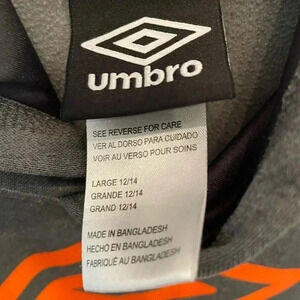 umbro
SEE REVERSE FOR CARE
VER AL DORSO PARA CUIDADO
VOIR AU VERSO POUR SOINS
LARGE 12/14
GRANDE 12/14
GRAND 12/14
MADE IN BANGLADESH
HECHO EN BANGLADESH
FABRIQUÉ AU BANGLADESH